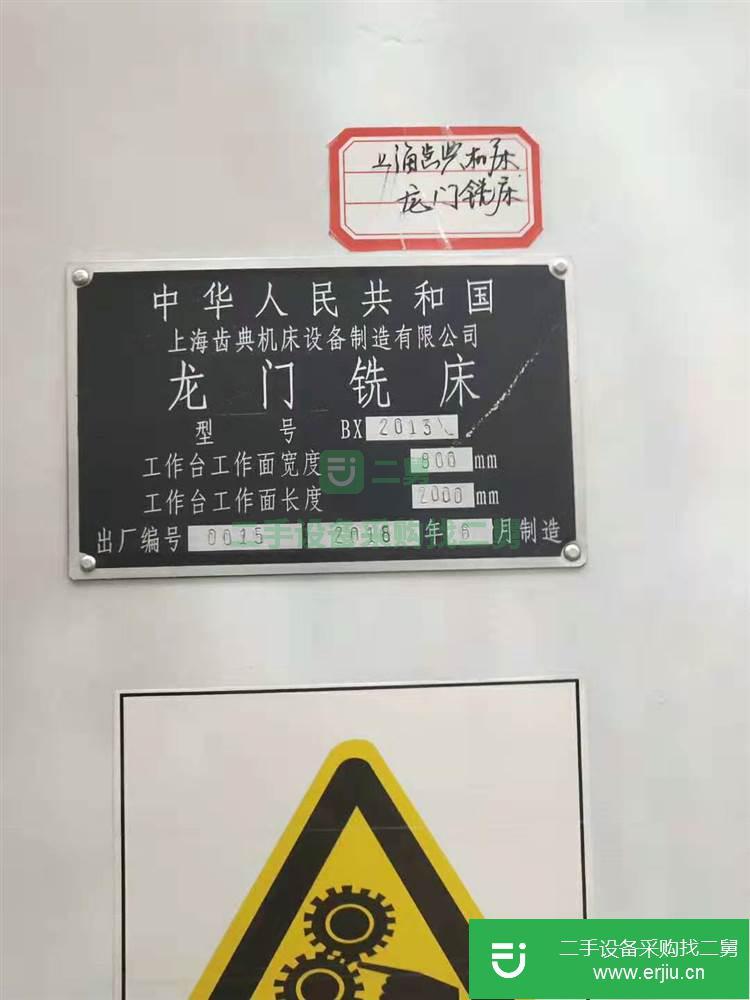 上海齿典机床
龙门铣床
中华人民共和国
上海齿典机床设备制造有限公司
龙门铣床
型号 BX 2013
工作台工作面宽度 800 mm
二舅
工作台工作面长度 2000 mm
出厂编号 0015 2018 年 6 月制造
二手设备采购找二舅
二手设备采购找二舅
www.erjiu.cn